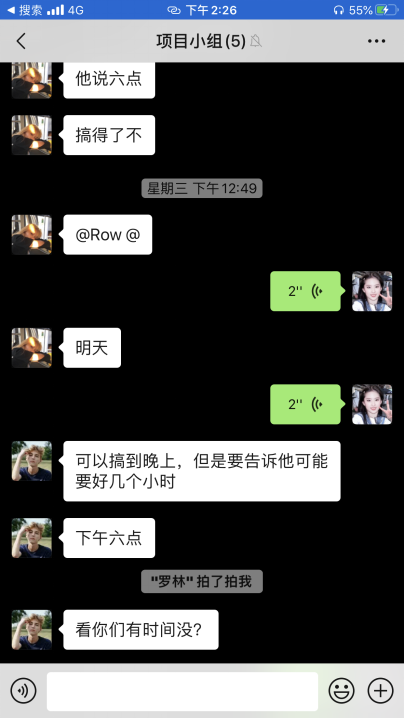 搜索 4G 下午 2:26 55%
项目小组(5)
他说六点
搞得了不
星期三 下午12:49
@Row @
2''
明天
2''
可以搞到晚上，但是要告诉他可能
要好几个小时
下午六点
"罗林" 拍了拍我
看你们有时间没？